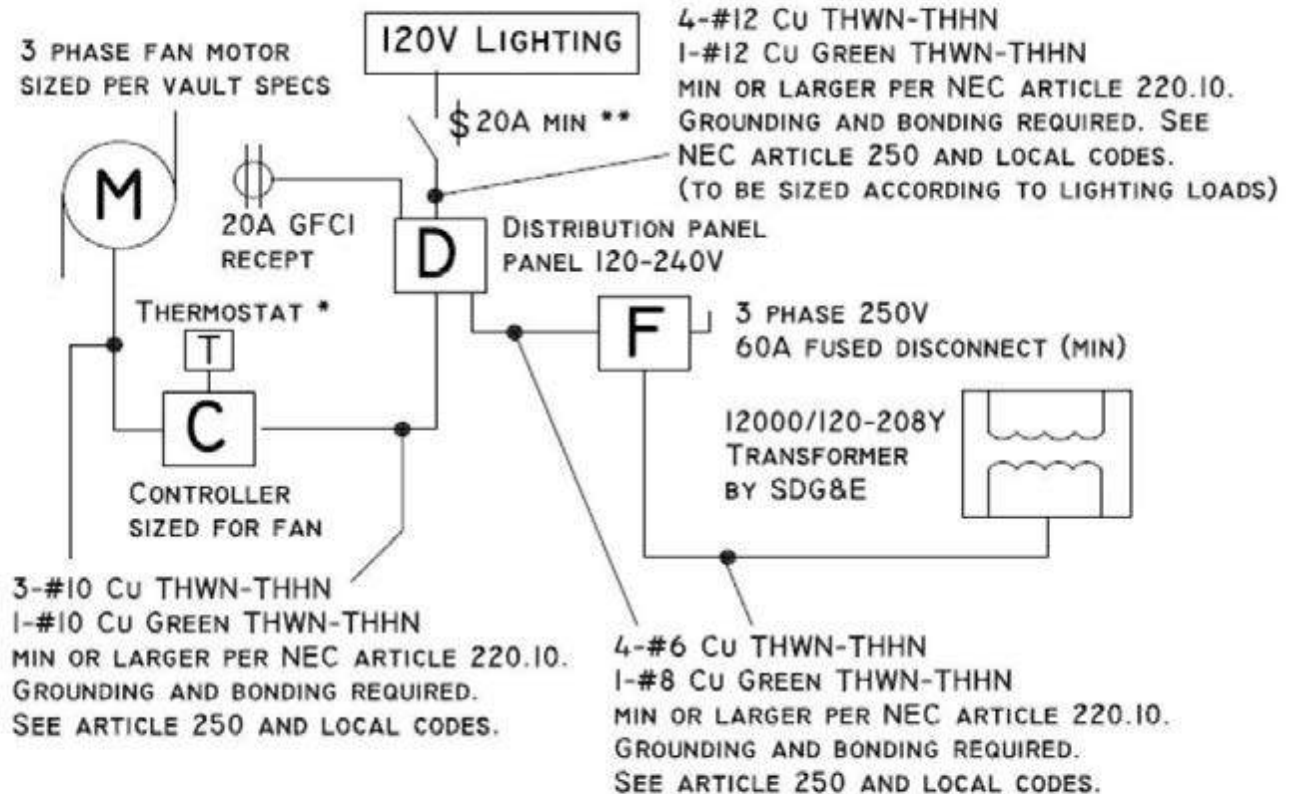 3 PHASE FAN MOTOR
SIZED PER VAULT SPECS
M
120V LIGHTING
$ 20A MIN **
4-#12 CU THWN-THHN
1-#12 CU GREEN THWN-THHN
MIN OR LARGER PER NEC ARTICLE 220.10.
GROUNDING AND BONDING REQUIRED. SEE
NEC ARTICLE 250 AND LOCAL CODES.
(TO BE SIZED ACCORDING TO LIGHTING LOADS)
20A GFCI
RECEPT
D
DISTRIBUTION PANEL
PANEL 120-240V
THERMOSTAT *
T
C
CONTROLLER
SIZED FOR FAN
F
3 PHASE 250V
60A FUSED DISCONNECT (MIN)
12000/120-208Y
TRANSFORMER
BY SDG&E
3-#10 CU THWN-THHN
1-#10 CU GREEN THWN-THHN
MIN OR LARGER PER NEC ARTICLE 220.10.
GROUNDING AND BONDING REQUIRED.
SEE ARTICLE 250 AND LOCAL CODES.
4-#6 CU THWN-THHN
1-#8 CU GREEN THWN-THHN
MIN OR LARGER PER NEC ARTICLE 220.10.
GROUNDING AND BONDING REQUIRED.
SEE ARTICLE 250 AND LOCAL CODES.